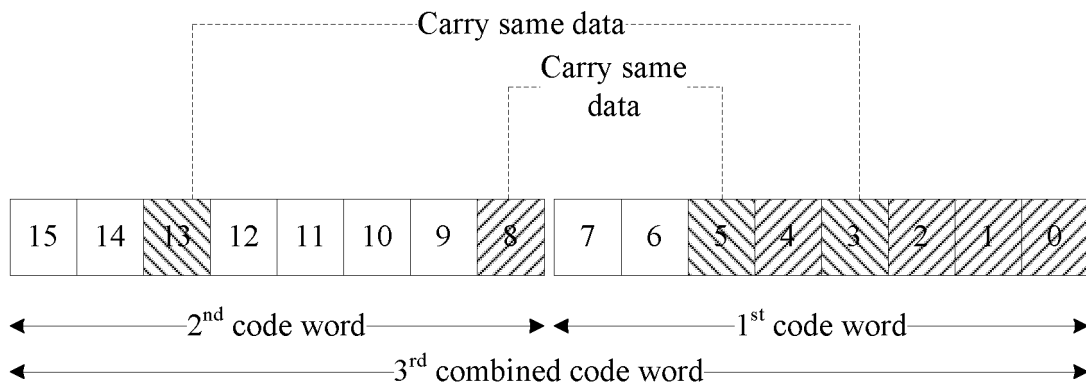 Carry same data
Carry same
data
15 14 13 12 11 10 9 8 7 6 5 4 3 2 1 0
2nd code word 1st code word
3rd combined code word